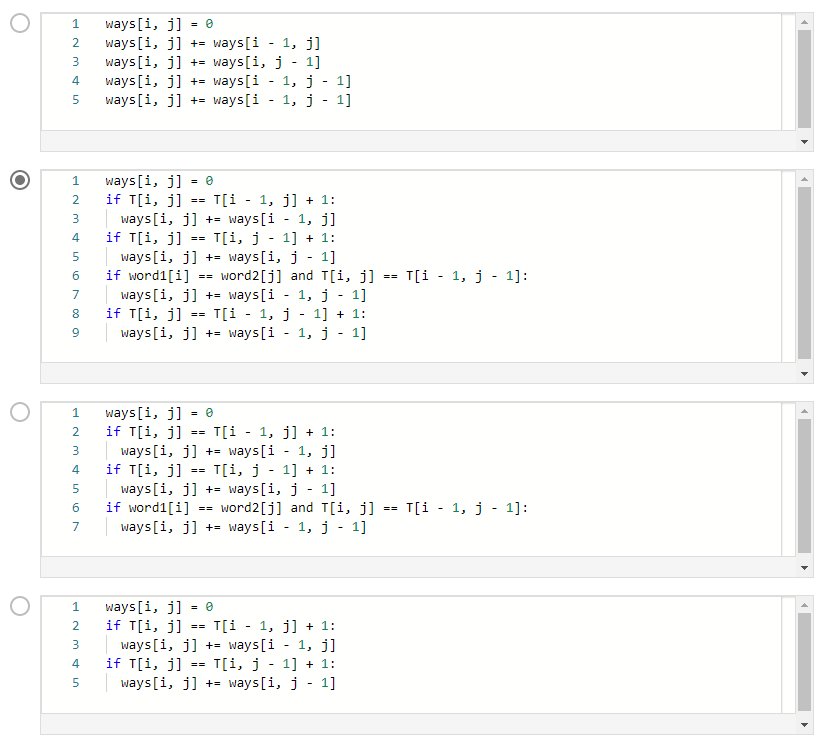 1 ways[i, j] = 0
2 ways[i, j] += ways[i - 1, j]
3 ways[i, j] += ways[i, j - 1]
4 ways[i, j] += ways[i - 1, j - 1]
5 ways[i, j] += ways[i - 1, j - 1]
1 ways[i, j] = 0
2 if T[i, j] == T[i - 1, j] + 1:
3   ways[i, j] += ways[i - 1, j]
4 if T[i, j] == T[i, j - 1] + 1:
5   ways[i, j] += ways[i, j - 1]
6 if word1[i] == word2[j] and T[i, j] == T[i - 1, j - 1]:
7   ways[i, j] += ways[i - 1, j - 1]
8 if T[i, j] == T[i - 1, j - 1] + 1:
9   ways[i, j] += ways[i - 1, j - 1]
1 ways[i, j] = 0
2 if T[i, j] == T[i - 1, j] + 1:
3   ways[i, j] += ways[i - 1, j]
4 if T[i, j] == T[i, j - 1] + 1:
5   ways[i, j] += ways[i, j - 1]
6 if word1[i] == word2[j] and T[i, j] == T[i - 1, j - 1]:
7   ways[i, j] += ways[i - 1, j - 1]
1 ways[i, j] = 0
2 if T[i, j] == T[i - 1, j] + 1:
3   ways[i, j] += ways[i - 1, j]
4 if T[i, j] == T[i, j - 1] + 1:
5   ways[i, j] += ways[i, j - 1]